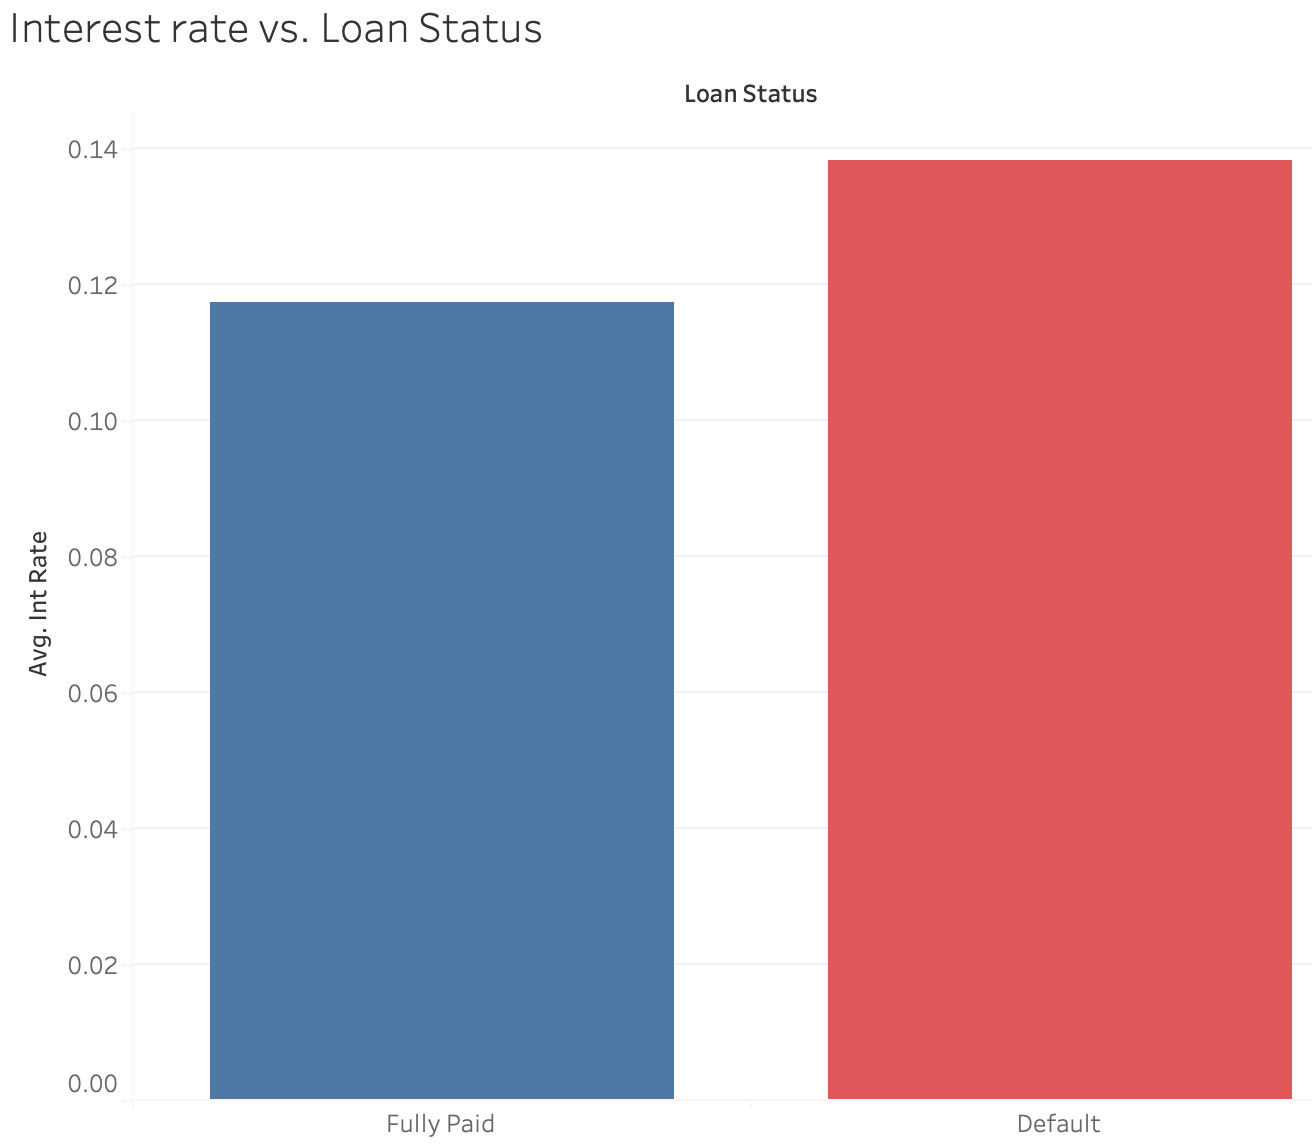 Interest rate vs. Loan Status
Loan Status
0.14
0.12
0.10
0.08
0.06
0.04
0.02
0.00
Avg. Int Rate
Fully Paid
Default